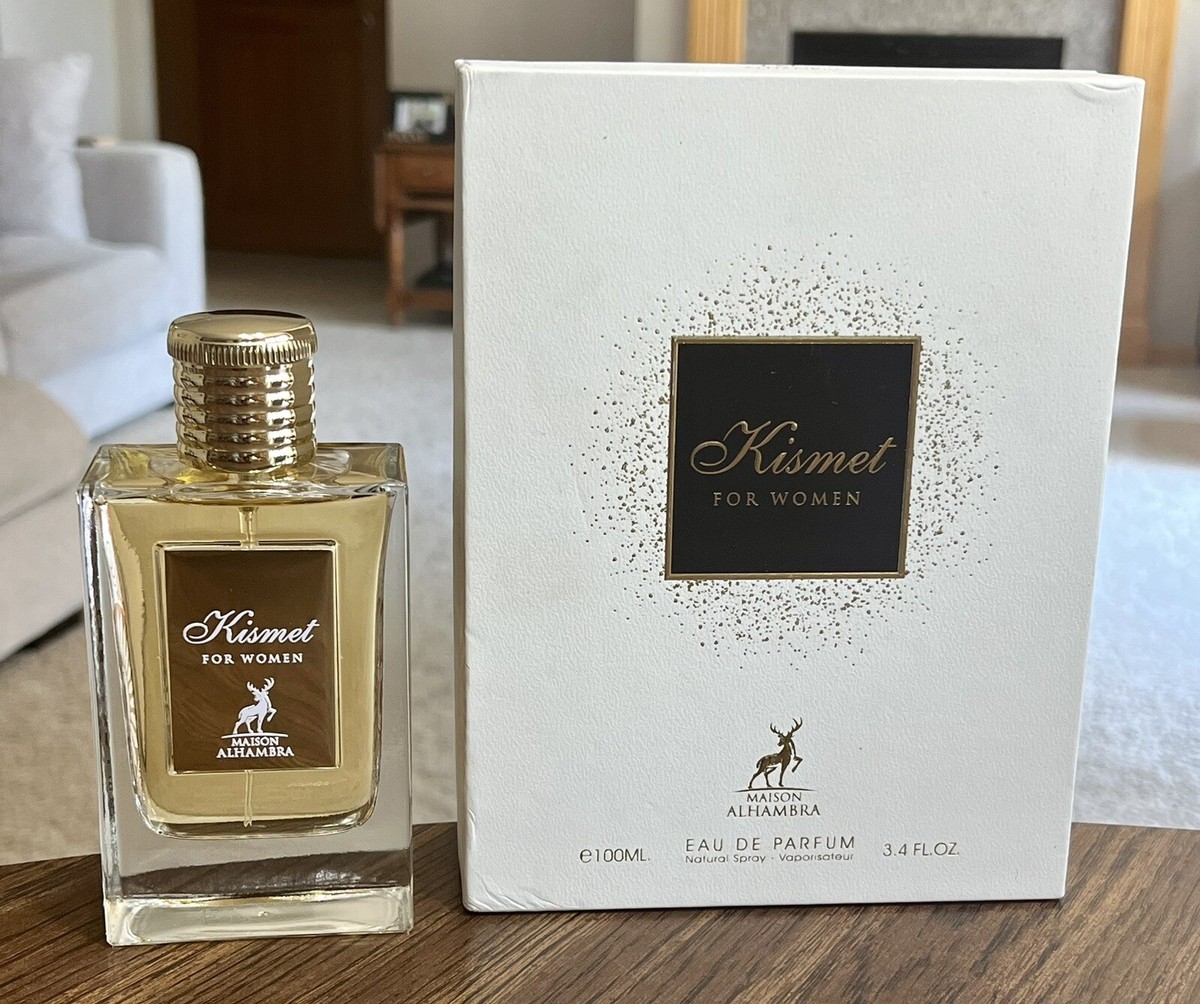 Kismet
FOR WOMEN
MAISON
ALHAMBRA
Kismet
FOR WOMEN
MAISON
ALHAMBRA
e100ML.
EAU DE PARFUM
Natural Spray - Vaporisateur
3.4 FL.OZ.